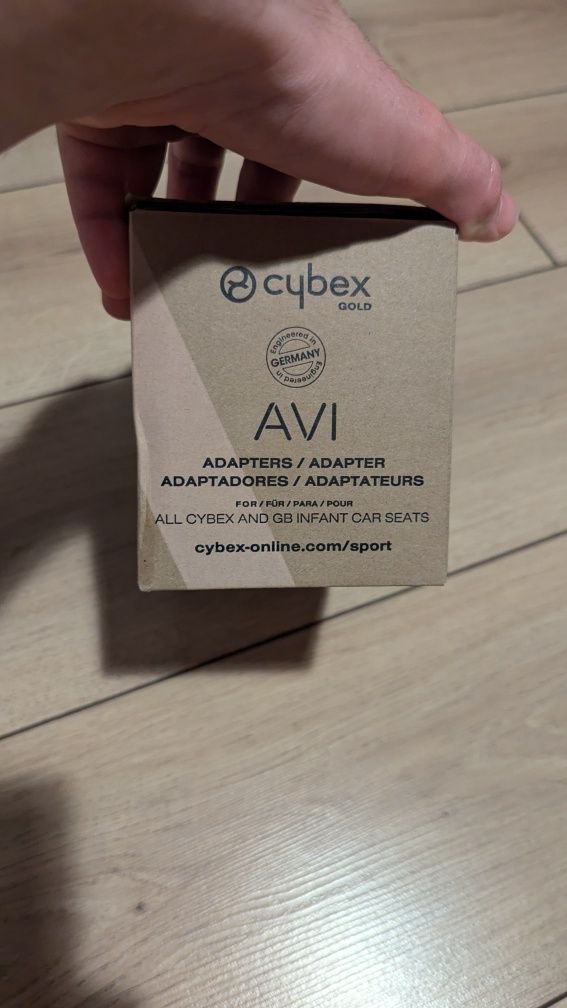 cybex
GOLD
Engineered in
GERMANY
Engineered in
AVI
ADAPTERS / ADAPTER
ADAPTADORES / ADAPTATEURS
FOR / FÜR / PARA / POUR
ALL CYBEX AND GB INFANT CAR SEATS
cybex-online.com/sport